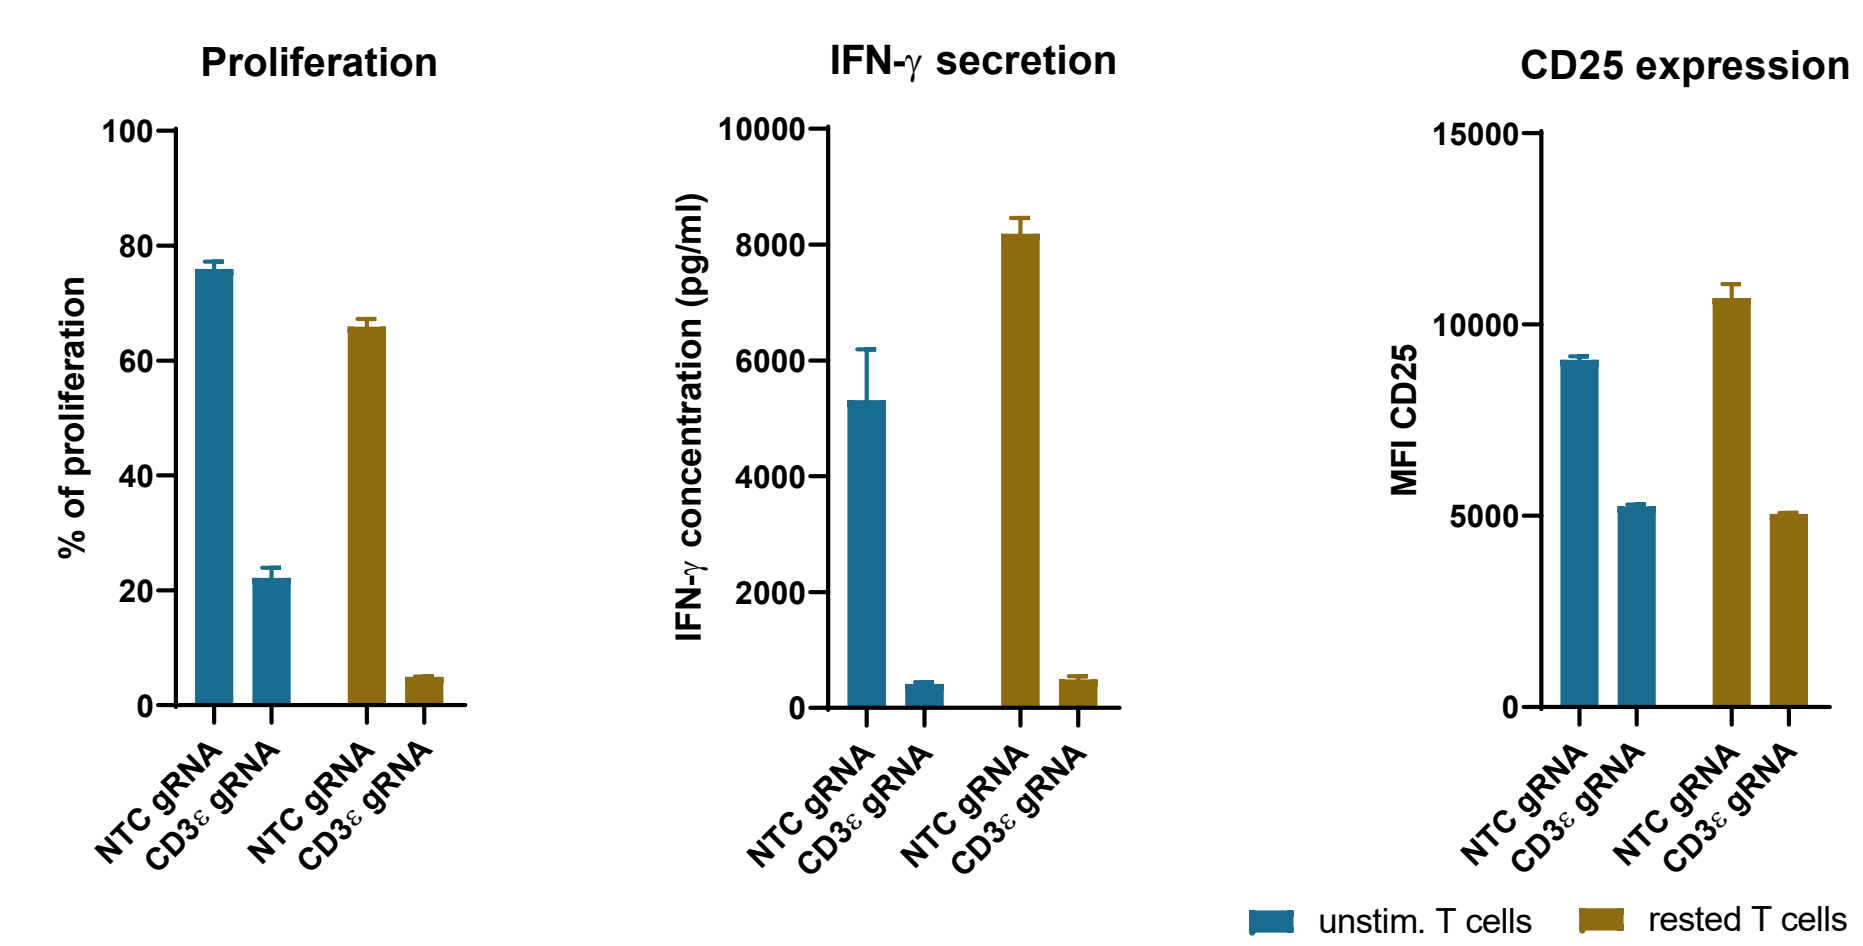 Proliferation
% of proliferation
100
80
60
40
20
0
NTC gRNA
CD3ε gRNA
NTC gRNA
CD3ε gRNA
IFN-γ secretion
IFN-γ concentration (pg/ml)
10000
8000
6000
4000
2000
0
NTC gRNA
CD3ε gRNA
NTC gRNA
CD3ε gRNA
CD25 expression
MFI CD25
15000
10000
5000
0
NTC gRNA
CD3ε gRNA
NTC gRNA
CD3ε gRNA
unstim. T cells
rested T cells